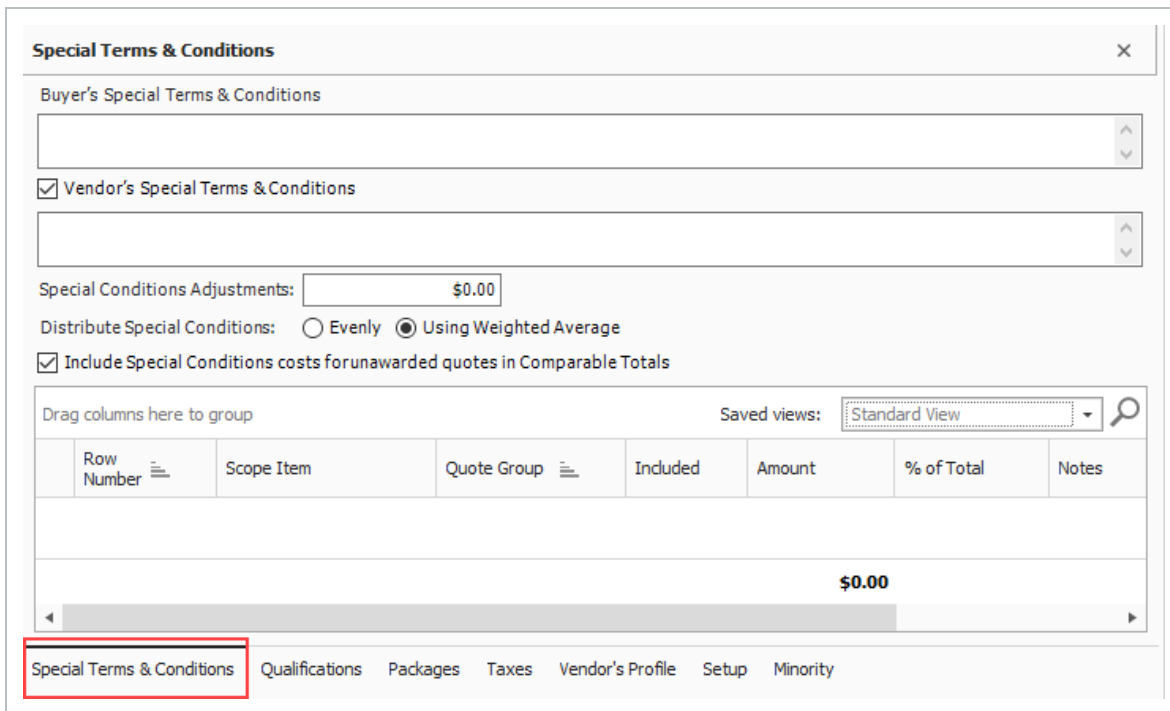 Special Terms & Conditions
Buyer's Special Terms & Conditions
Vendor's Special Terms & Conditions
Special Conditions Adjustments: $0.00
Distribute Special Conditions: Evenly Using Weighted Average
Include Special Conditions costs for unawarded quotes in Comparable Totals
Drag columns here to group Saved views: Standard View
Row Number Scope Item Quote Group Included Amount % of Total Notes
$0.00
Special Terms & Conditions Qualifications Packages Taxes Vendor's Profile Setup Minority